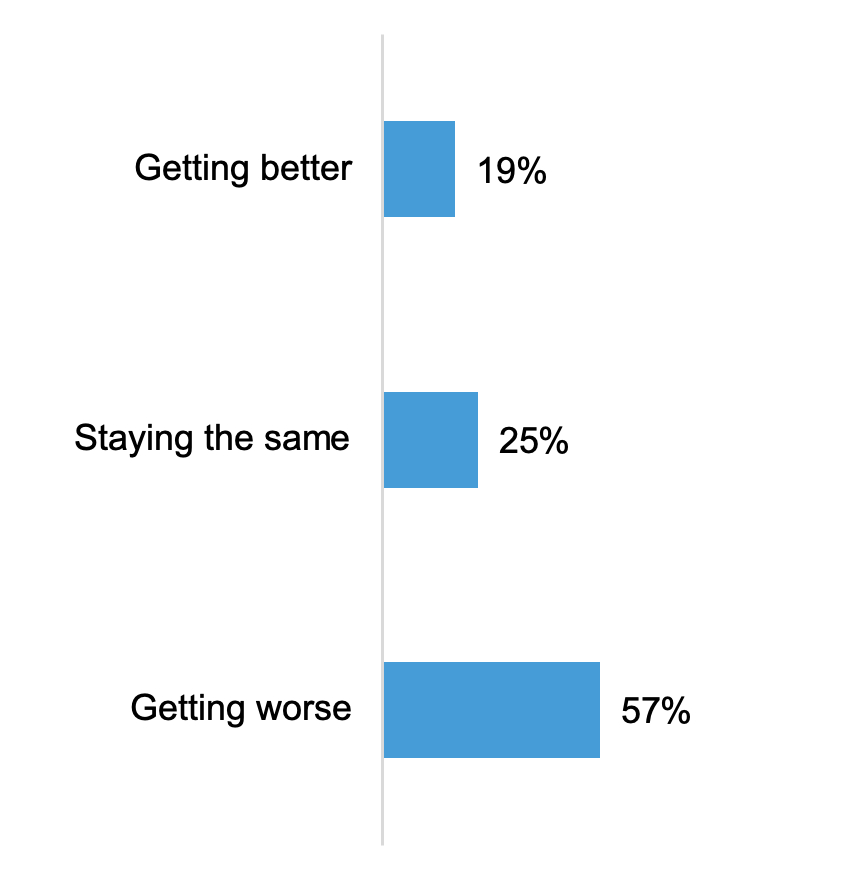 Getting better 19%
Staying the same 25%
Getting worse 57%